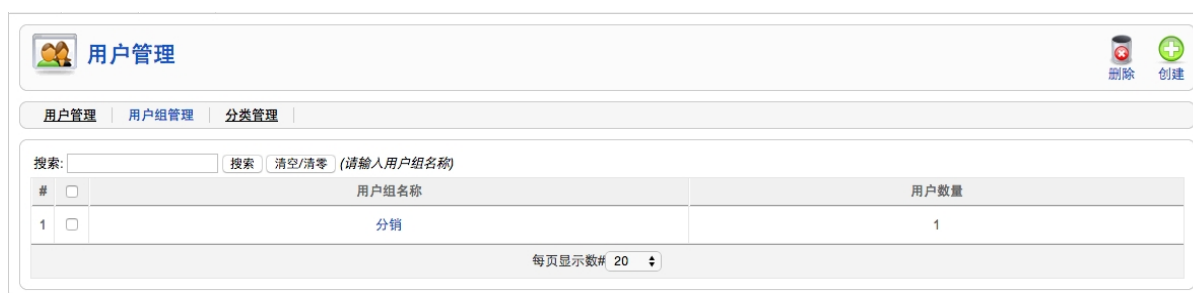 用户管理
删除 创建
用户管理 用户组管理 分类管理
搜索: 搜索 清空/清零 (请输入用户组名称)
# 用户组名称 用户数量
1 分销 1
每页显示数# 20